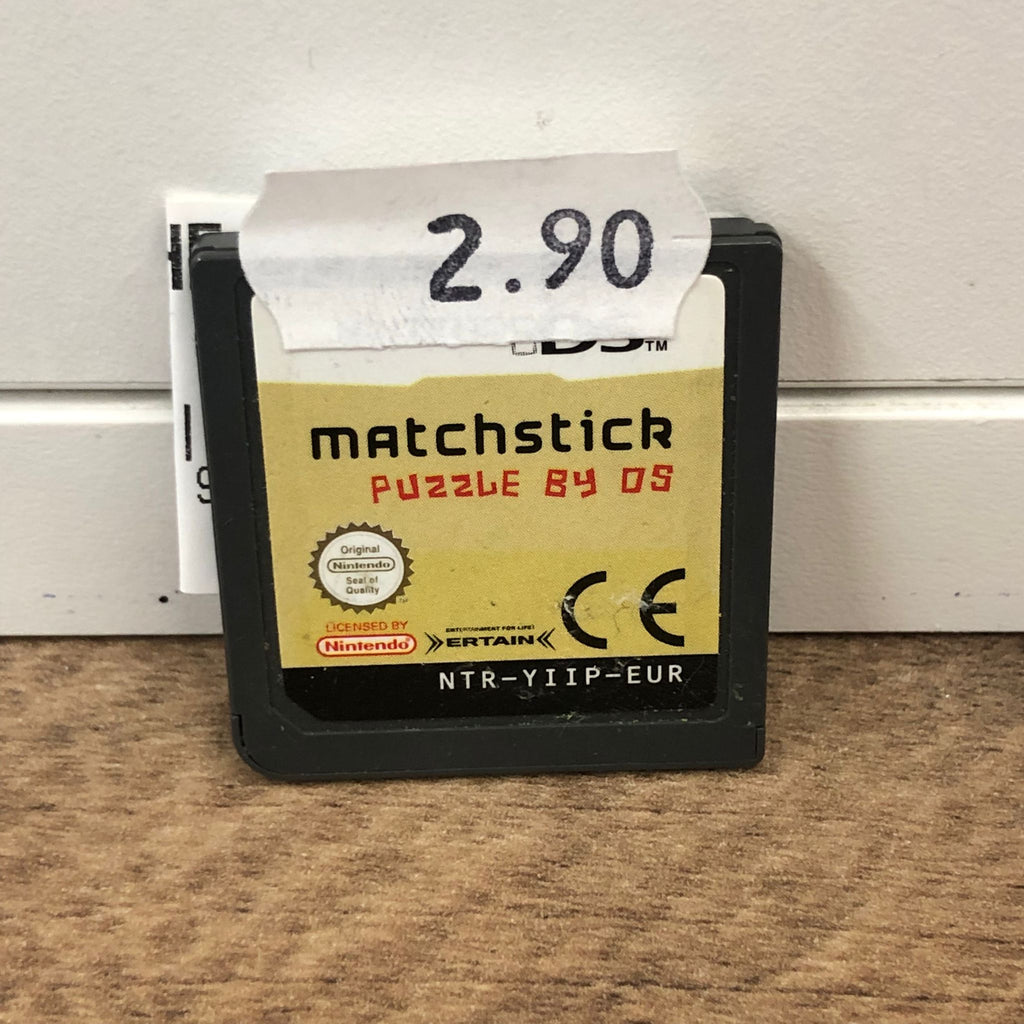 2.90
DS™
matchstick
PUZZLE BY DS
Original
Nintendo
Seal of
Quality
LICENSED BY
Nintendo
ENTERTAINMENT FOR LIFE!
ERTAIN
CE
NTR-YIIP-EUR